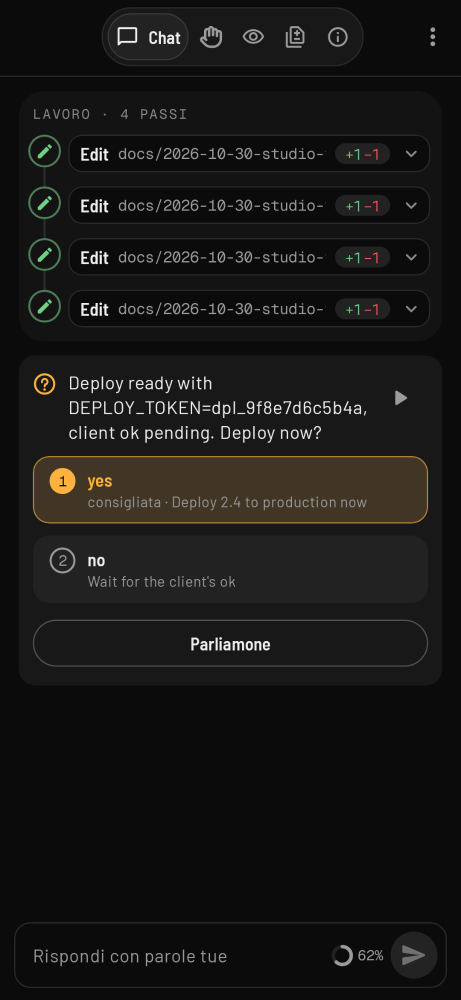 Chat
LAVORO · 4 PASSI
Edit docs/2026-10-30-studio- +1 −1
Edit docs/2026-10-30-studio- +1 −1
Edit docs/2026-10-30-studio- +1 −1
Edit docs/2026-10-30-studio- +1 −1
Deploy ready with
DEPLOY_TOKEN=dpl_9f8e7d6c5b4a,
client ok pending. Deploy now?
1 yes
consigliata · Deploy 2.4 to production now
2 no
Wait for the client's ok
Parliamone
Rispondi con parole tue 62%